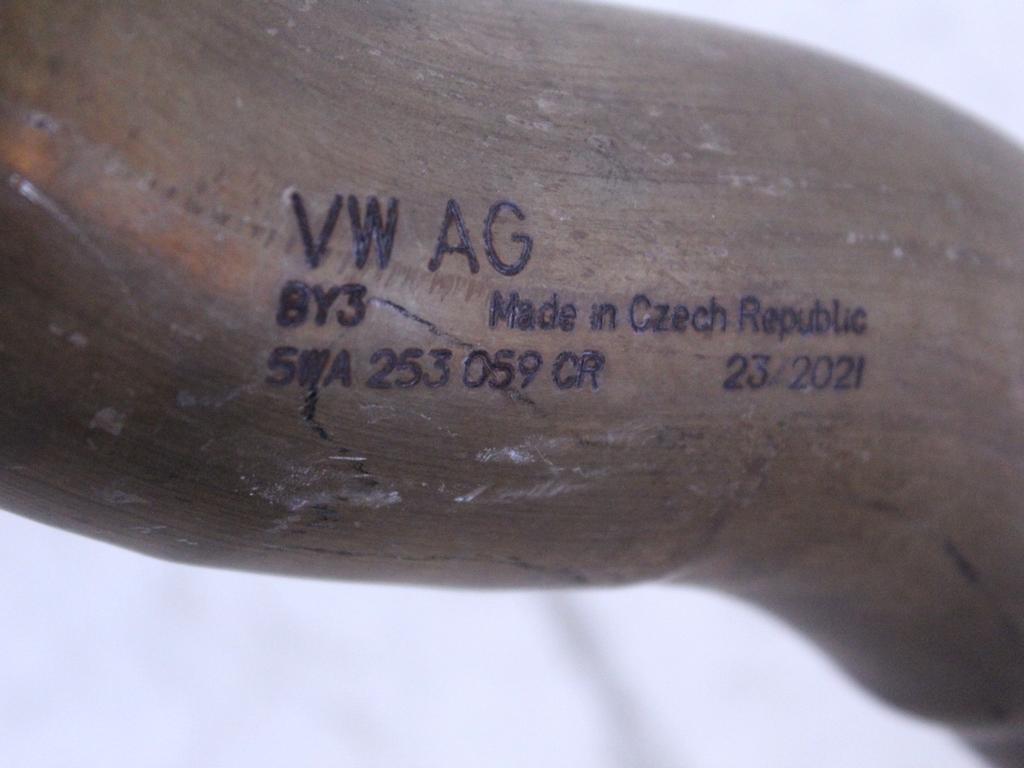 VW AG
BY3 Made in Czech Republic
5WA 253 059 CR 23/2021